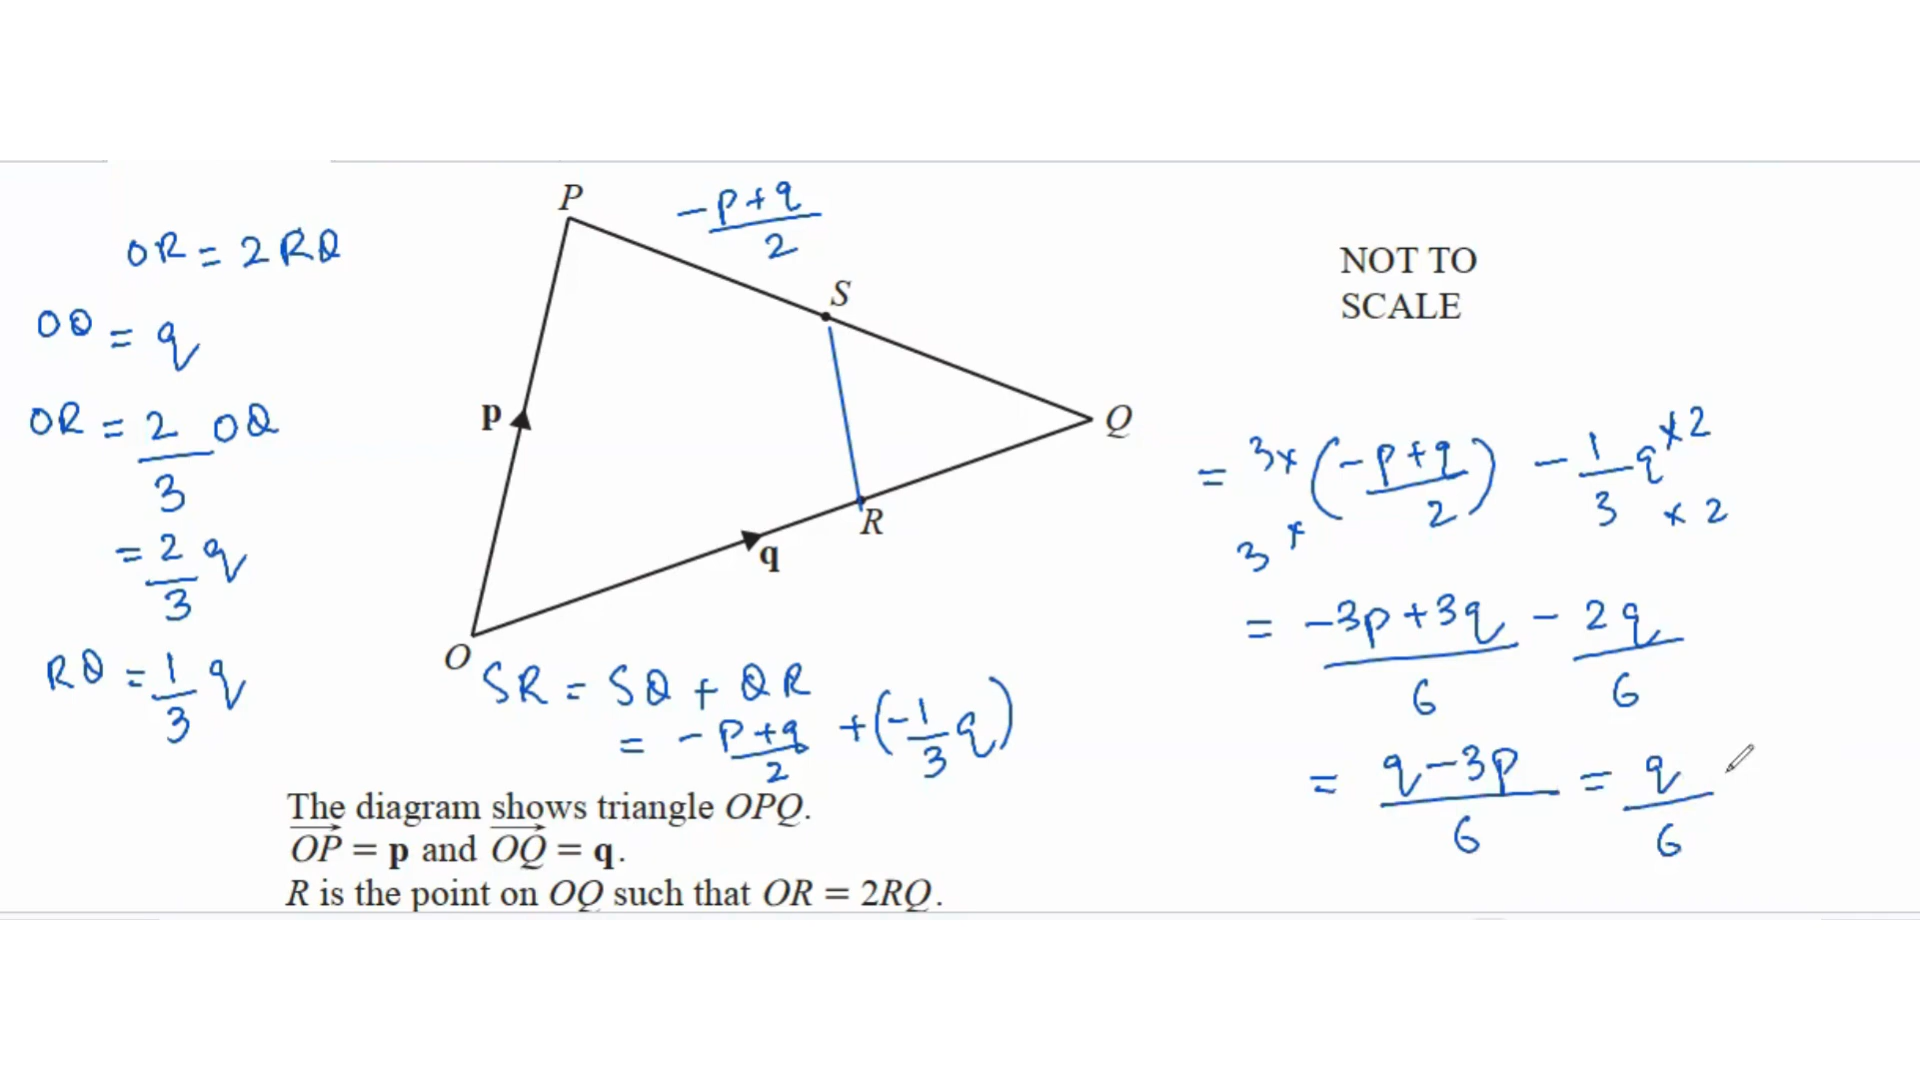 OR = 2RQ
OQ = q
OR = 2/3 OQ
= 2/3 q
RQ = 1/3 q
P
-p+q/2
S
Q
p
R
q
O
NOT TO
SCALE
SR = SQ + QR
= -p+q/2 + (-1/3 q)
= 3×/3× (-p+q/2) - 1/3 q ×2/×2
= -3p+3q/6 - 2q/6
= q-3p/6 = q/6
The diagram shows triangle OPQ.
OP = p and OQ = q.
R is the point on OQ such that OR = 2RQ.